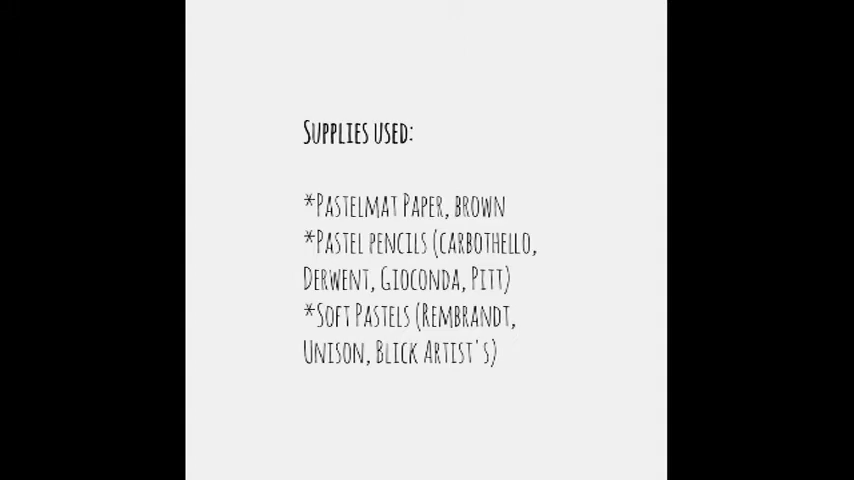 Supplies used:
*Pastelmat Paper, brown
*Pastel pencils (carbothello,
Derwent, Gioconda, Pitt)
*Soft Pastels (Rembrandt,
Unison, Blick Artist's)